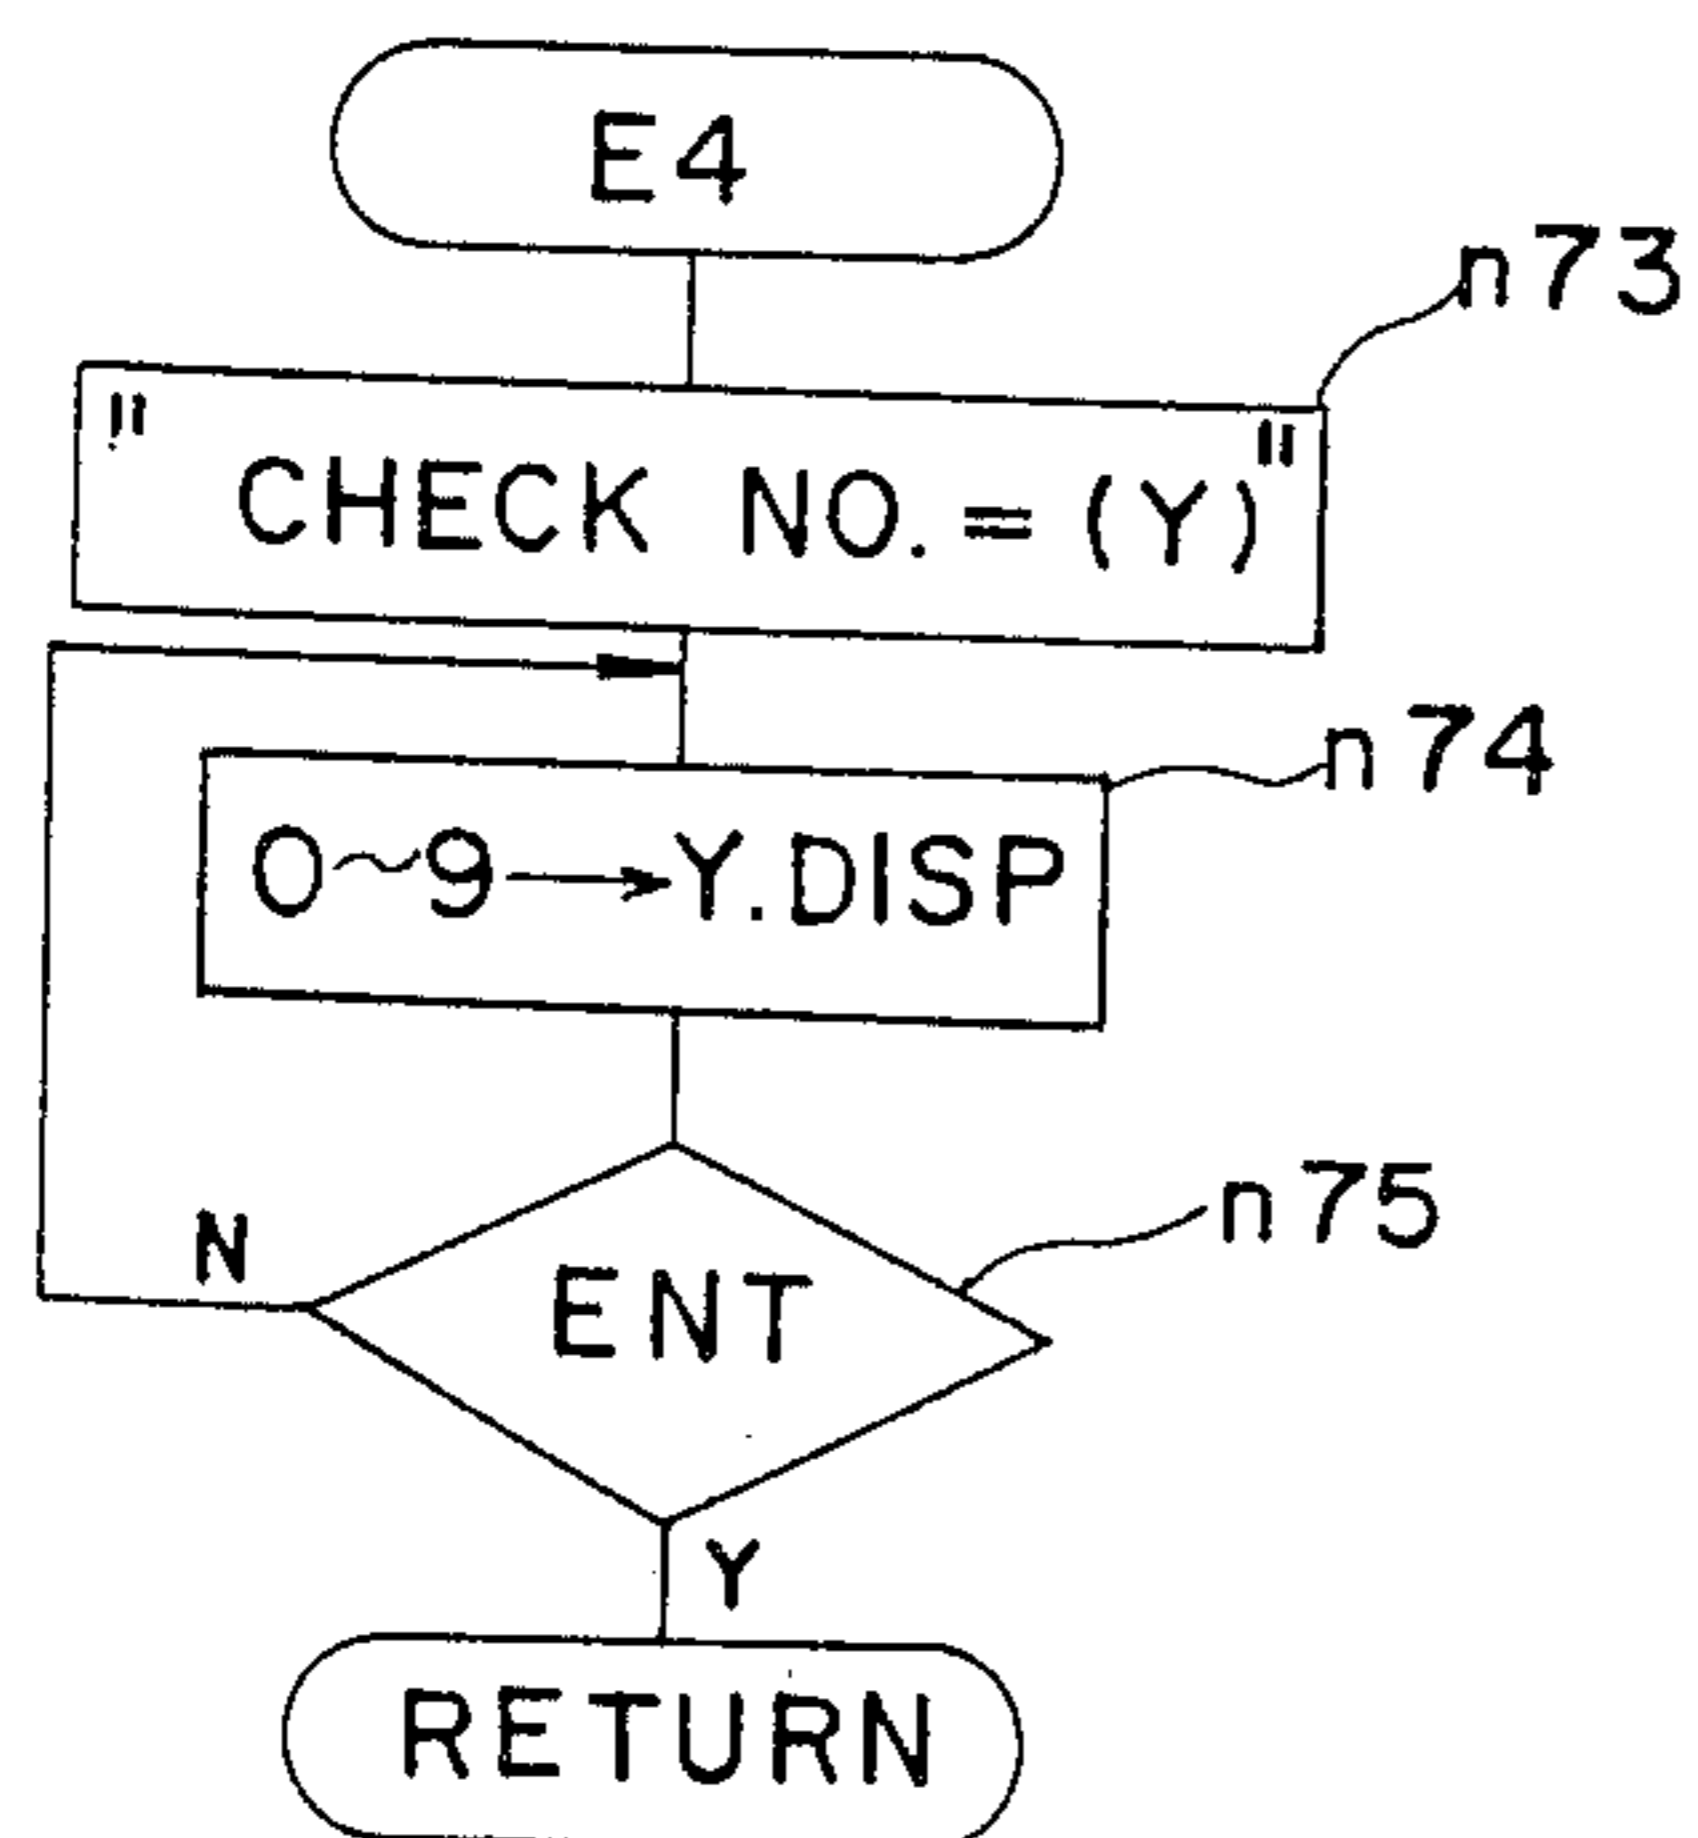 E4
n73
" CHECK NO. = (Y)"
n74
0~9→Y.DISP
n75
N
ENT
Y
RETURN